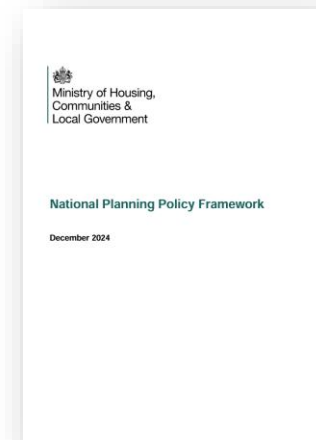 Ministry of Housing,
Communities &
Local Government
National Planning Policy Framework
December 2024